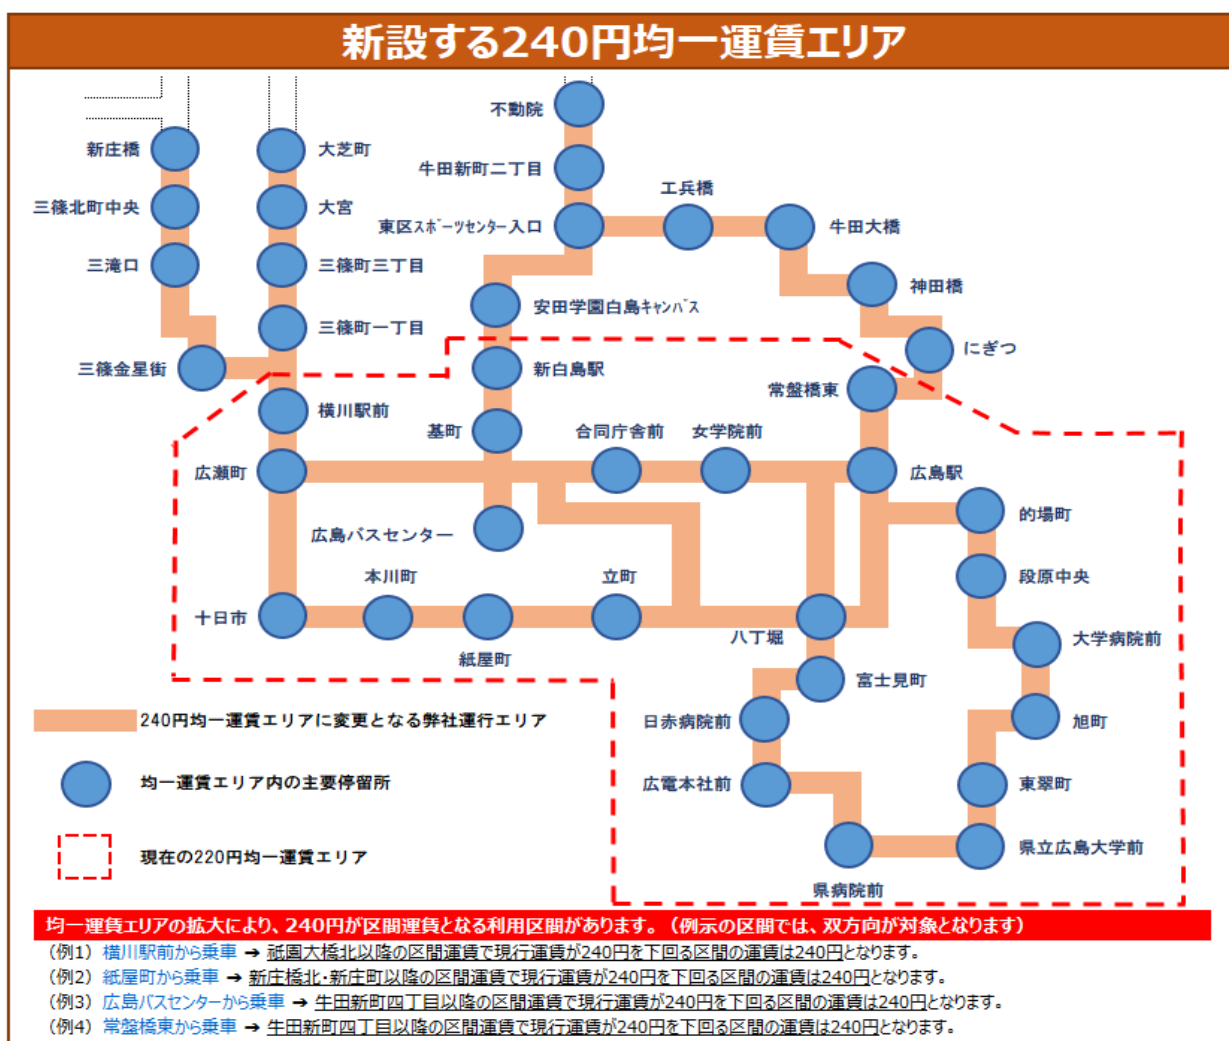 新設する240円均一運賃エリア
不動院
新庄橋
大芝町
牛田新町二丁目
工兵橋
三篠北町中央
大宮
東区スポーツセンター入口
牛田大橋
三滝口
三篠町三丁目
神田橋
安田学園白島キャンパス
三篠町一丁目
にぎつ
三篠金星街
新白島駅
常盤橋東
横川駅前
基町
合同庁舎前
女学院前
広瀬町
広島駅
的場町
広島バスセンター
本川町
立町
段原中央
十日市
紙屋町
八丁堀
大学病院前
富士見町
240円均一運賃エリアに変更となる弊社運行エリア
日赤病院前
旭町
均一運賃エリア内の主要停留所
広電本社前
東翠町
現在の220円均一運賃エリア
県立広島大学前
県病院前
均一運賃エリアの拡大により、240円が区間運賃となる利用区間があります。（例示の区間では、双方向が対象となります）
（例1）横川駅前から乗車 → 祇園大橋北以降の区間運賃で現行運賃が240円を下回る区間の運賃は240円となります。
（例2）紙屋町から乗車 → 新庄橋北・新庄町以降の区間運賃で現行運賃が240円を下回る区間の運賃は240円となります。
（例3）広島バスセンターから乗車 → 牛田新町四丁目以降の区間運賃で現行運賃が240円を下回る区間の運賃は240円となります。
（例4）常盤橋東から乗車 → 牛田新町四丁目以降の区間運賃で現行運賃が240円を下回る区間の運賃は240円となります。